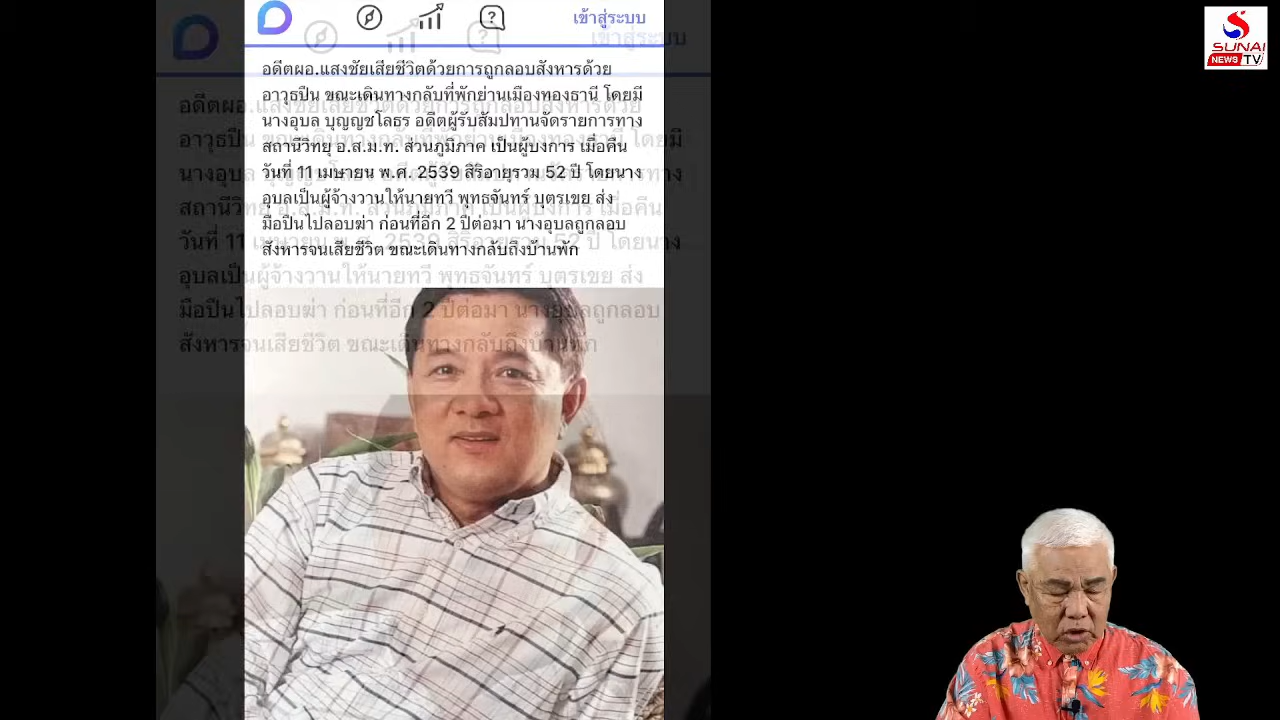 เข้าสู่ระบบ
SUNAI
NEWS TV
อดีตผอ.แสงชัยเสียชีวิตด้วยการถูกลอบสังหารด้วย
อาวุธปืน ขณะเดินทางกลับที่พักย่านเมืองทองธานี โดยมี
นางอุบล บุญญชโลธร อดีตผู้รับสัมปทานจัดรายการทาง
สถานีวิทยุ อ.ส.ม.ท. ส่วนภูมิภาค เป็นผู้บงการ เมื่อคืน
วันที่ 11 เมษายน พ.ศ. 2539 สิริอายุรวม 52 ปี โดยนาง
อุบลเป็นผู้จ้างวานให้นายทวี พุทธจันทร์ บุตรเขย ส่ง
มือปืนไปลอบฆ่า ก่อนที่อีก 2 ปีต่อมา นางอุบลถูกลอบ
สังหารจนเสียชีวิต ขณะเดินทางกลับถึงบ้านพัก